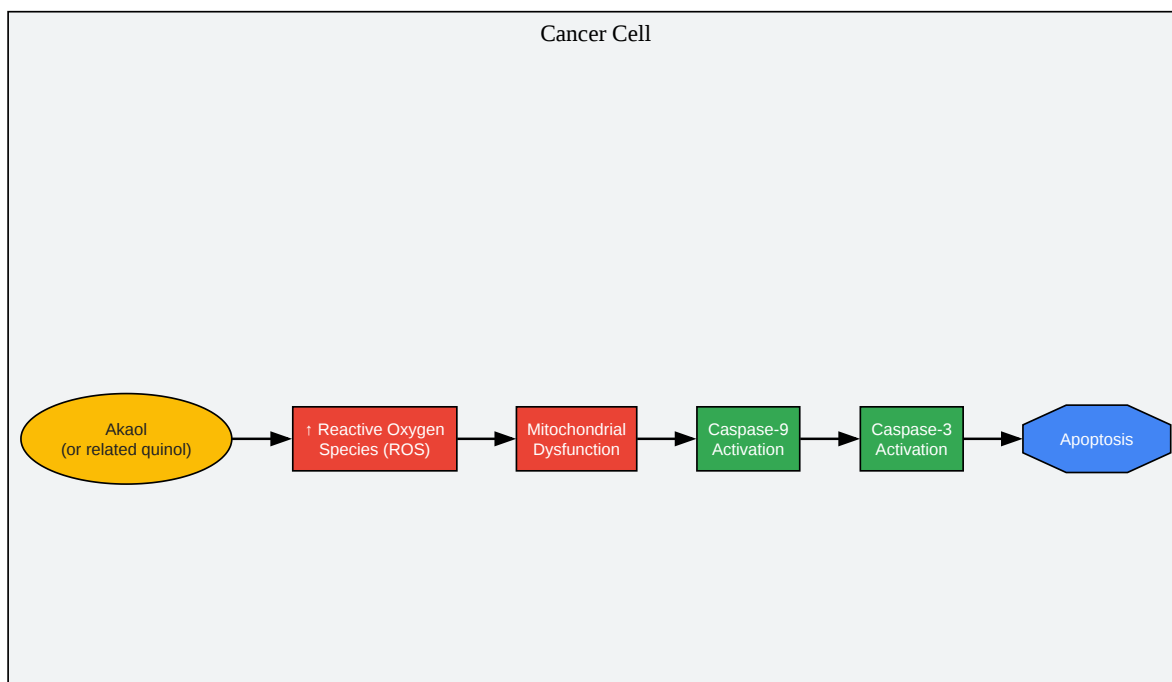 Cancer Cell
Akaol
(or related quinol)
↑ Reactive Oxygen
Species (ROS)
Mitochondrial
Dysfunction
Caspase-9
Activation
Caspase-3
Activation
Apoptosis